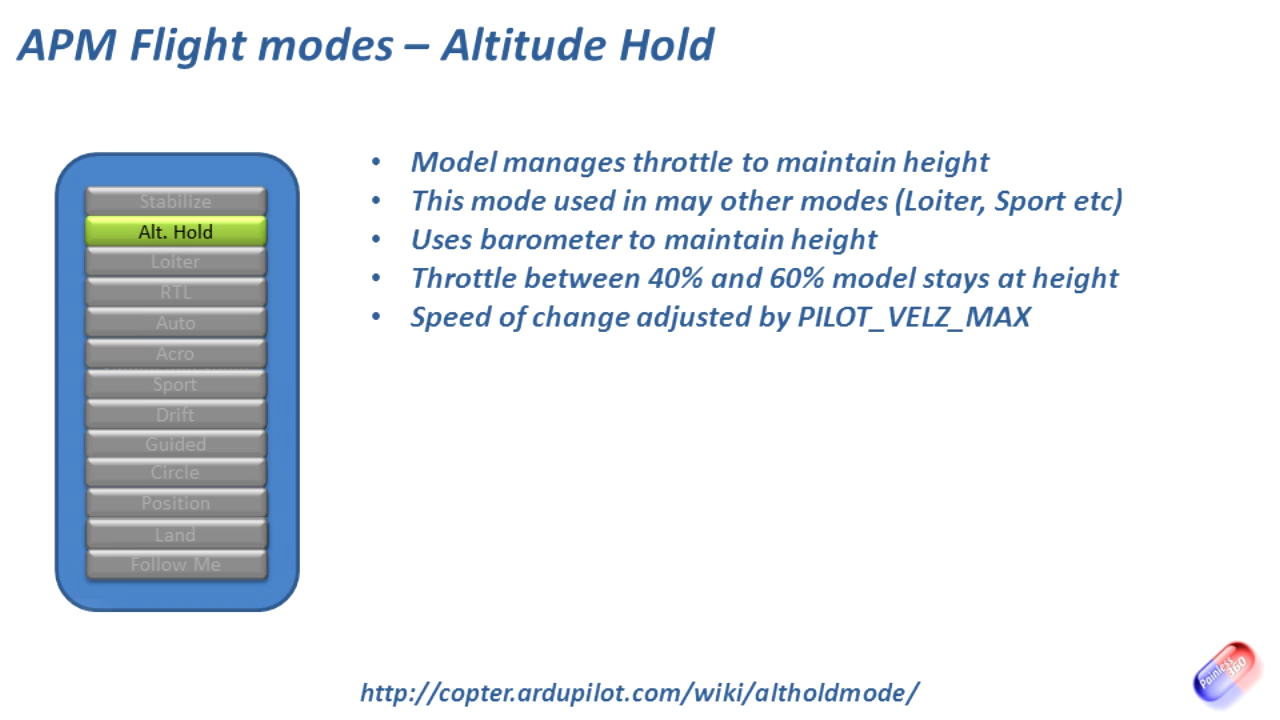 APM Flight modes – Altitude Hold
Stabilize
Alt. Hold
Loiter
RTL
Auto
Acro
Sport
Drift
Guided
Circle
Position
Land
Follow Me
• Model manages throttle to maintain height
• This mode used in may other modes (Loiter, Sport etc)
• Uses barometer to maintain height
• Throttle between 40% and 60% model stays at height
• Speed of change adjusted by PILOT_VELZ_MAX
http://copter.ardupilot.com/wiki/altholdmode/
Painless
360